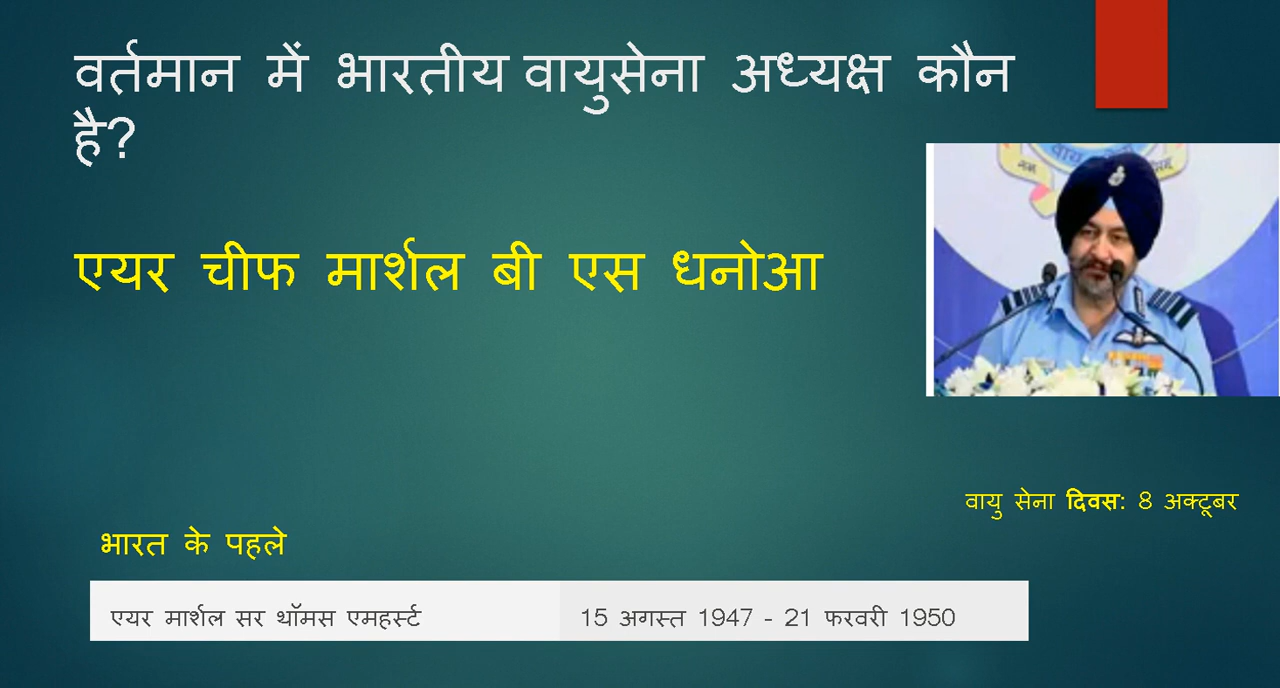 वर्तमान में भारतीय वायुसेना अध्यक्ष कौन
है?
एयर चीफ मार्शल बी एस धनोआ
वायु सेना दिवस: 8 अक्टूबर
भारत के पहले
एयर मार्शल सर थॉमस एमहर्स्ट 15 अगस्त 1947 - 21 फरवरी 1950